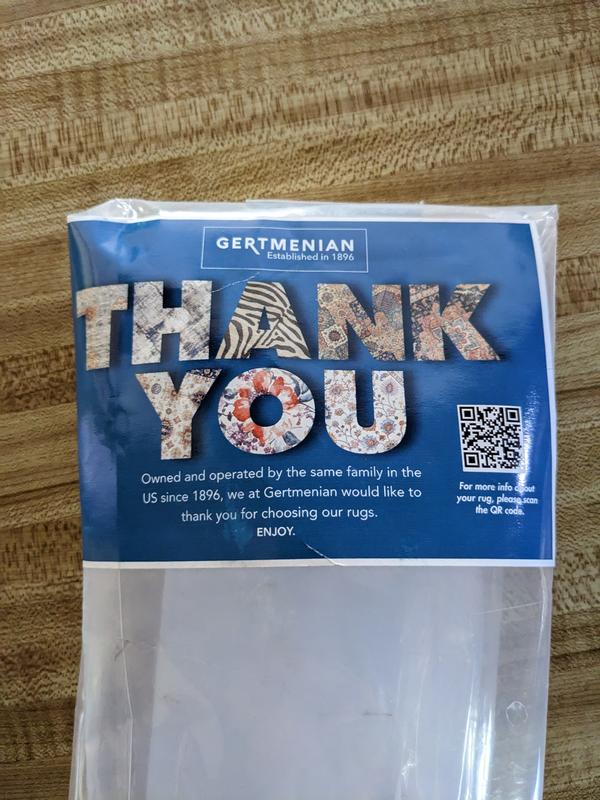 GERTMENIAN
Established in 1896
THANK
YOU
Owned and operated by the same family in the
US since 1896, we at Gertmenian would like to
thank you for choosing our rugs.
ENJOY.
For more info about
your rug, please scan
the QR code.